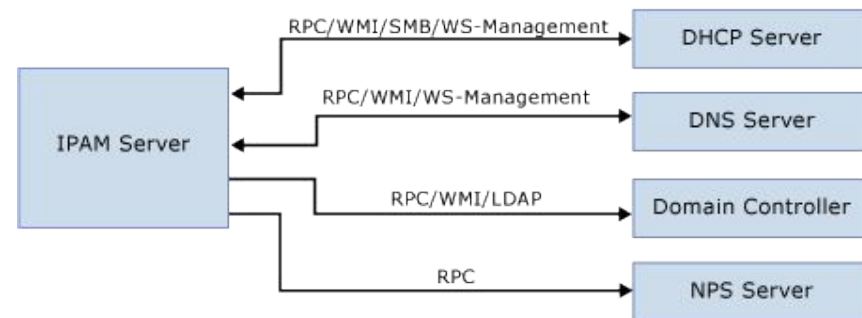 RPC/WMI/SMB/WS-Management
DHCP Server
RPC/WMI/WS-Management
DNS Server
IPAM Server
RPC/WMI/LDAP
Domain Controller
RPC
NPS Server